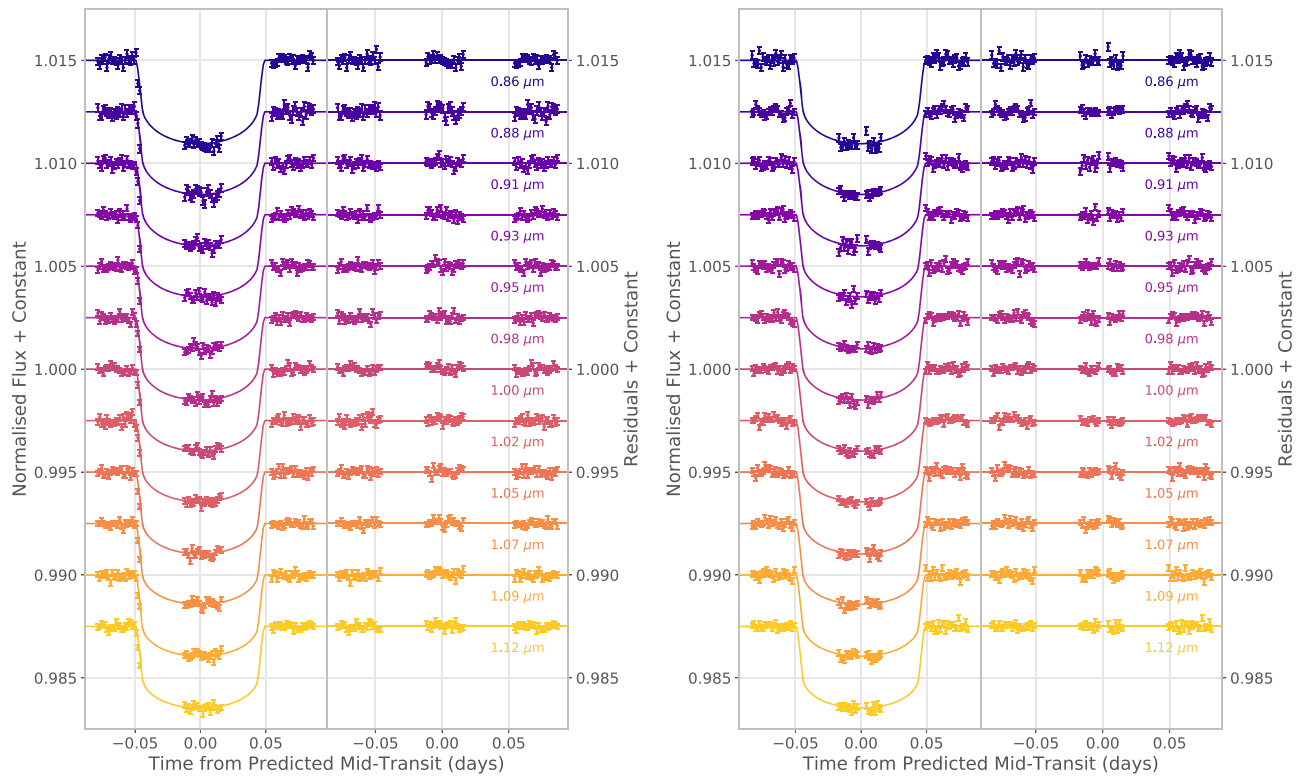 1.015
1.010
1.005
1.000
0.995
0.990
0.985
Normalised Flux + Constant
0.86 μm
0.88 μm
0.91 μm
0.93 μm
0.95 μm
0.98 μm
1.00 μm
1.02 μm
1.05 μm
1.07 μm
1.09 μm
1.12 μm
1.015
1.010
1.005
1.000
0.995
0.990
0.985
Residuals + Constant
−0.05 0.00 0.05 −0.05 0.00 0.05
Time from Predicted Mid-Transit (days)
1.015
1.010
1.005
1.000
0.995
0.990
0.985
Normalised Flux + Constant
0.86 μm
0.88 μm
0.91 μm
0.93 μm
0.95 μm
0.98 μm
1.00 μm
1.02 μm
1.05 μm
1.07 μm
1.09 μm
1.12 μm
1.015
1.010
1.005
1.000
0.995
0.990
0.985
Residuals + Constant
−0.05 0.00 0.05 −0.05 0.00 0.05
Time from Predicted Mid-Transit (days)